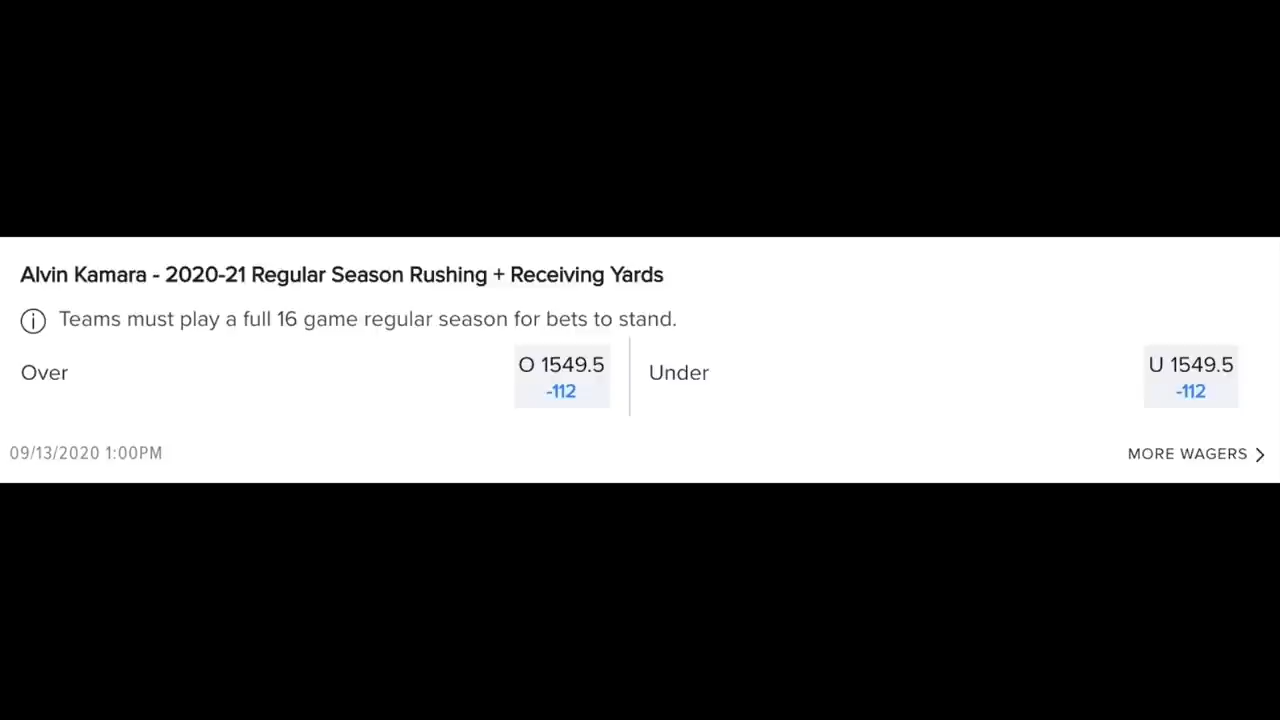 Alvin Kamara - 2020-21 Regular Season Rushing + Receiving Yards
Teams must play a full 16 game regular season for bets to stand.
Over O 1549.5 Under U 1549.5
-112 -112
09/13/2020 1:00PM MORE WAGERS